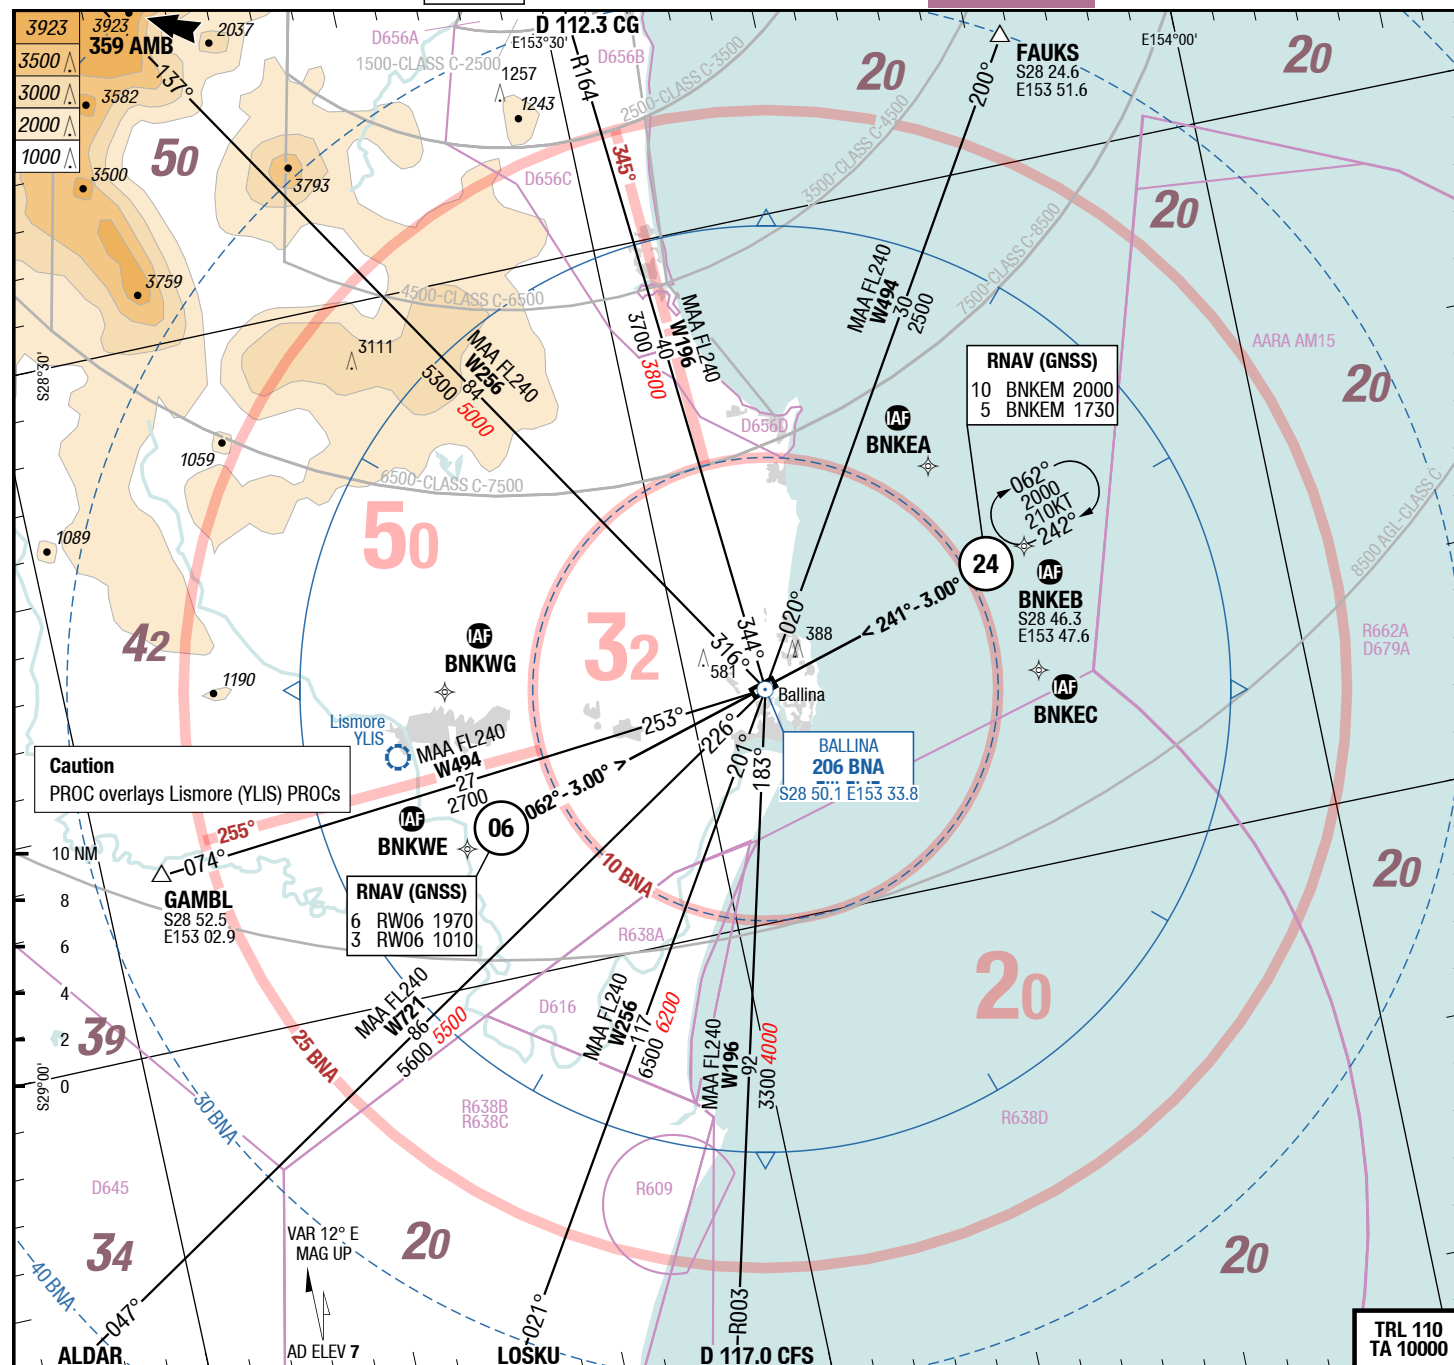 D 112.3 CG
3923
3500
3000
2000
1000
3923
359 AMB
2037
137°
3582
50
3500
3793
3759
D656A
1500-CLASS C-2500
1257
1243
E153°30'
D656B
R164
2500-CLASS C-3500
345°
D656C
20
200°
FAUKS
S28 24.6
E153 51.6
E154°00'
20
3500-CLASS C-4500
20
7500-CLASS C-8500
4500-CLASS C-6500
MAA FL240
W494
30
2500
MAA FL240
W196
40
3700 3800
MAA FL240
W256
84
5300 5000
3111
S28°30'
RNAV (GNSS)
10 BNKEM 2000
5 BNKEM 1730
AARA AM15
20
D656D
IAF
BNKEA
1059
6500-CLASS C-7500
062°
2000
210KT
242°
8500 AGL-CLASS C
1089
50
24
IAF
BNKEB
S28 46.3
E153 47.6
< 241°-3.00°
020°
344°
316°
388
581
32
42
IAF
BNKWG
R662A
D679A
1190
Ballina
IAF
BNKEC
Lismore
YLIS
253°
226°
201°
183°
BALLINA
206 BNA
S28 50.1 E153 33.8
Caution
PROC overlays Lismore (YLIS) PROCs
MAA FL240
W494
27
2700
062°-3.00° >
06
IAF
BNKWE
255°
074°
10 NM
8
6
4
2
0
GAMBL
S28 52.5
E153 02.9
RNAV (GNSS)
6 RW06 1970
3 RW06 1010
10 BNA
20
R638A
D616
20
MAA FL240
W721
86
5600 5500
MAA FL240
W256
117
6500 6200
MAA FL240
W196
92
3300 4000
39
S29°00'
25 BNA
30 BNA
R638B
R638C
R638D
D645
R609
34
20
20
VAR 12° E
MAG UP
40 BNA
047°
021°
R003
AD ELEV 7
ALDAR
LOSKU
D 117.0 CFS
TRL 110
TA 10000